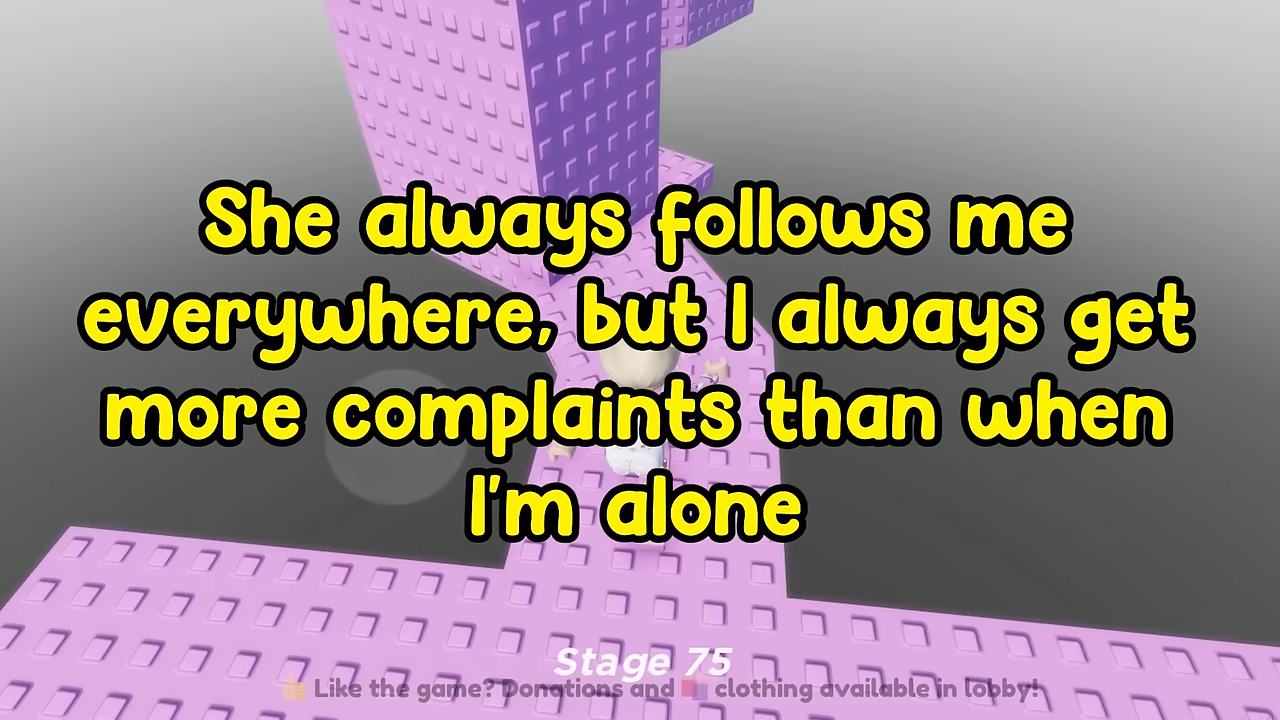 She always follows me
everywhere, but I always get
more complaints than when
I'm alone
Stage 75
Like the game? Donations and clothing available in lobby!